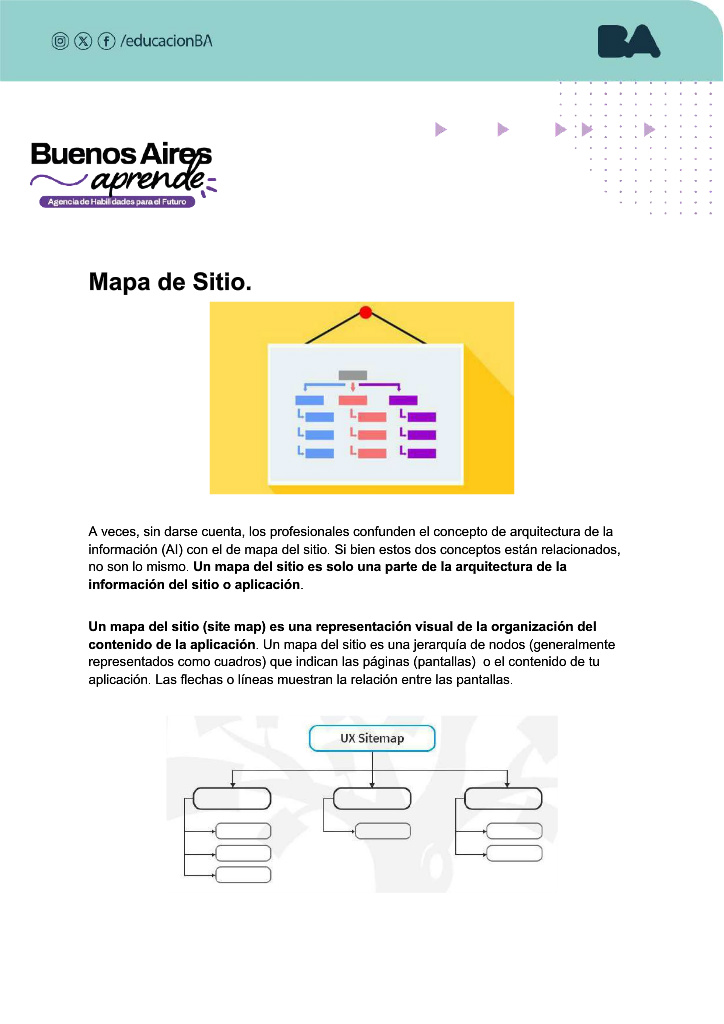 /educacionBA
BA
Buenos Aires
aprende
Agencia de Habilidades para el Futuro
Mapa de Sitio.
A veces, sin darse cuenta, los profesionales confunden el concepto de arquitectura de la
información (AI) con el de mapa del sitio. Si bien estos dos conceptos están relacionados,
no son lo mismo. Un mapa del sitio es solo una parte de la arquitectura de la
información del sitio o aplicación.
Un mapa del sitio (site map) es una representación visual de la organización del
contenido de la aplicación. Un mapa del sitio es una jerarquía de nodos (generalmente
representados como cuadros) que indican las páginas (pantallas)  o el contenido de tu
aplicación. Las flechas o líneas muestran la relación entre las pantallas.
UX Sitemap